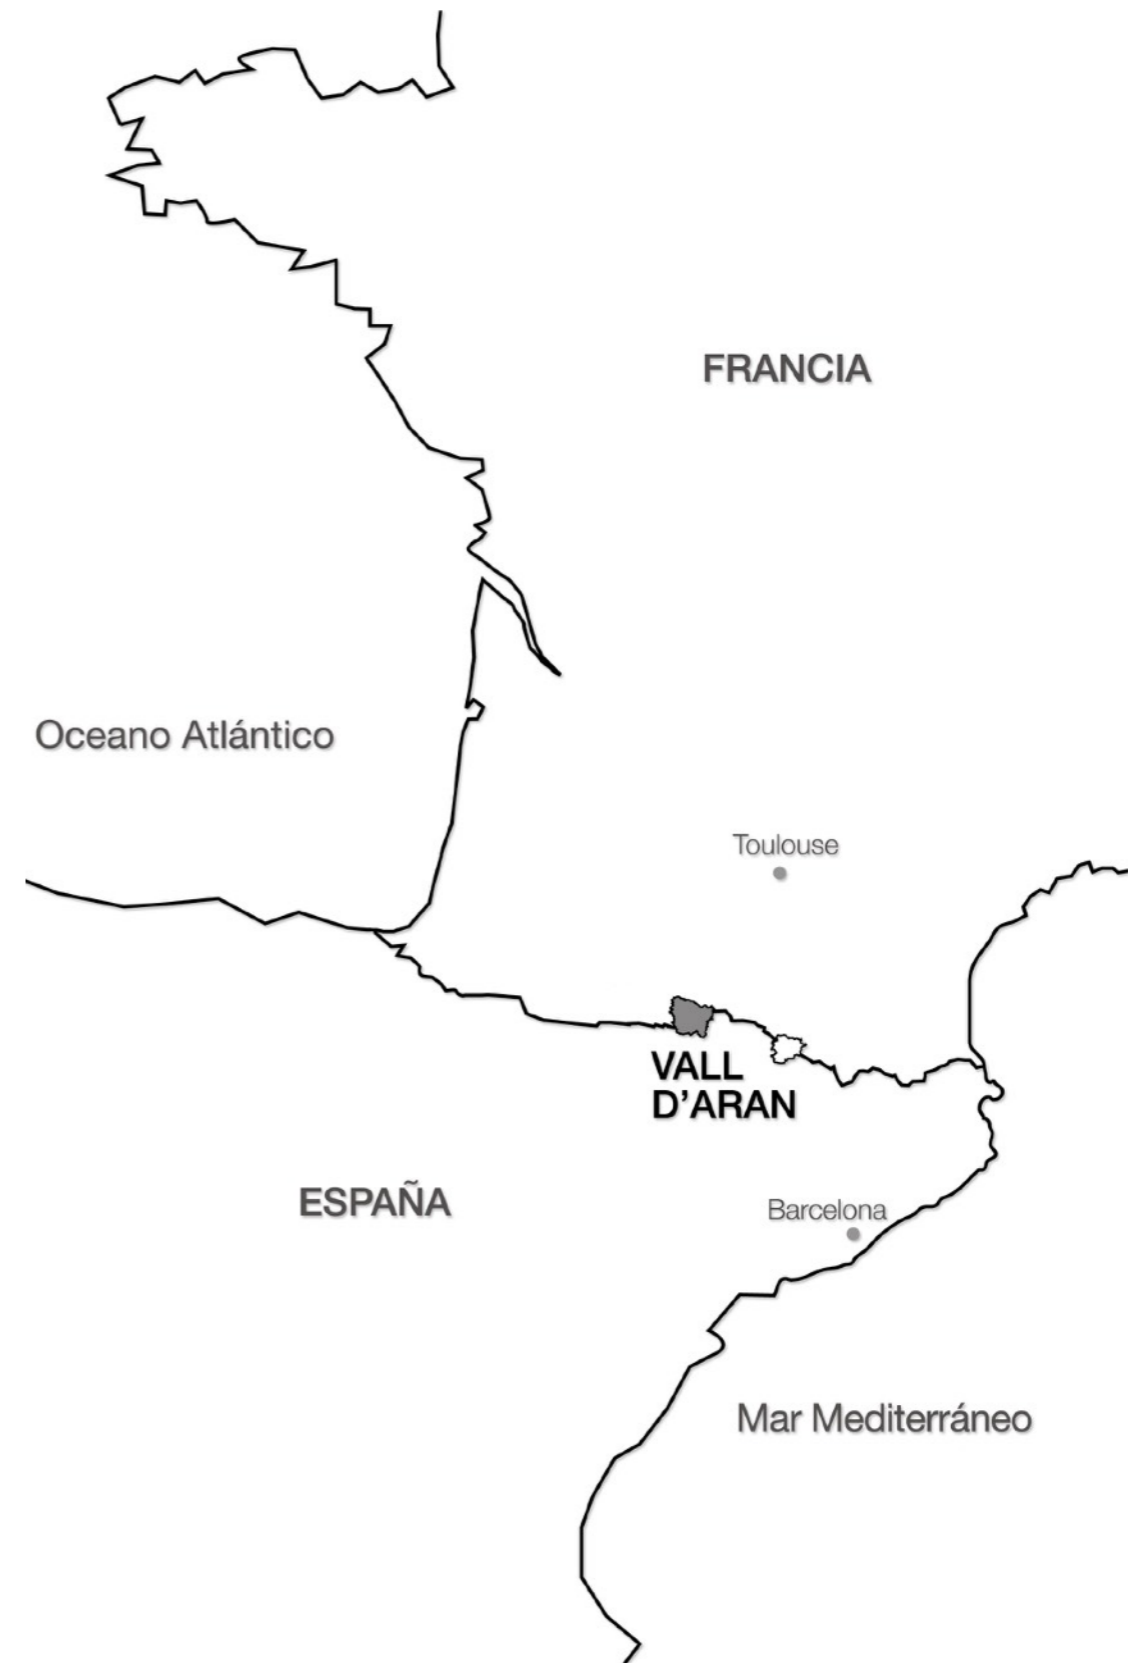 FRANCIA
Oceano Atlántico
Toulouse
VALL
D'ARAN
ESPAÑA
Barcelona
Mar Mediterráneo